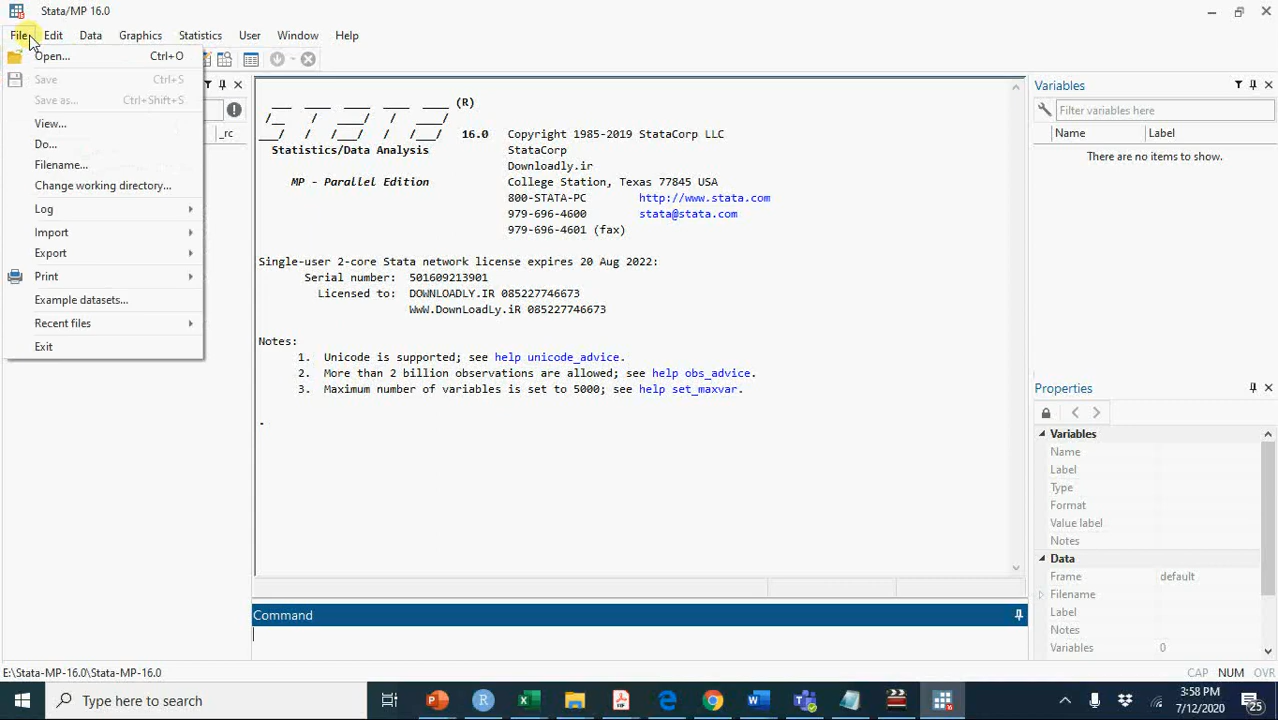 Stata/MP 16.0
File Edit Data Graphics Statistics User Window Help
Open... Ctrl+O
Save Ctrl+S
Save as... Ctrl+Shift+S
View...
Do...
Filename...
Change working directory...
Log
Import
Export
Print
Example datasets...
Recent files
Exit
_rc
(R)
16.0 Copyright 1985-2019 StataCorp LLC
Statistics/Data Analysis StataCorp
Downloadly.ir
MP - Parallel Edition College Station, Texas 77845 USA
800-STATA-PC http://www.stata.com
979-696-4600 stata@stata.com
979-696-4601 (fax)
Single-user 2-core Stata network license expires 20 Aug 2022:
Serial number: 501609213901
Licensed to: DOWNLOADLY.IR 085227746673
WwW.DownLoadLy.iR 085227746673
Notes:
1. Unicode is supported; see help unicode_advice.
2. More than 2 billion observations are allowed; see help obs_advice.
3. Maximum number of variables is set to 5000; see help set_maxvar.
.
Command
Variables
Filter variables here
Name Label
There are no items to show.
Properties
Variables
Name
Label
Type
Format
Value label
Notes
Data
Frame default
Filename
Label
Notes
Variables 0
E:\Stata-MP-16.0\Stata-MP-16.0
CAP NUM OVR
Type here to search
3:58 PM
7/12/2020
25